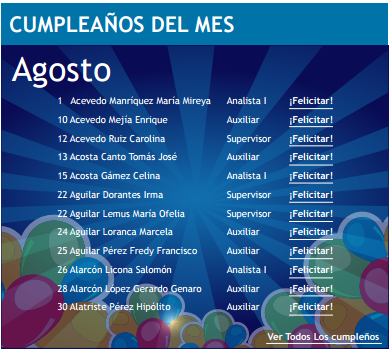 CUMPLEAÑOS DEL MES
Agosto
1 Acevedo Manríquez María Mireya Analista I ¡Felicitar!
10 Acevedo Mejía Enrique Auxiliar ¡Felicitar!
12 Acevedo Ruiz Carolina Supervisor ¡Felicitar!
13 Acosta Canto Tomás José Auxiliar ¡Felicitar!
15 Acosta Gámez Celina Analista I ¡Felicitar!
22 Aguilar Dorantes Irma Supervisor ¡Felicitar!
22 Aguilar Lemus María Ofelia Supervisor ¡Felicitar!
24 Aguilar Loranca Marcela Auxiliar ¡Felicitar!
25 Aguilar Pérez Fredy Francisco Auxiliar ¡Felicitar!
26 Alarcón Licona Salomón Analista I ¡Felicitar!
28 Alarcón López Gerardo Genaro Auxiliar ¡Felicitar!
30 Alatriste Pérez Hipólito Auxiliar ¡Felicitar!
Ver Todos Los cumpleños